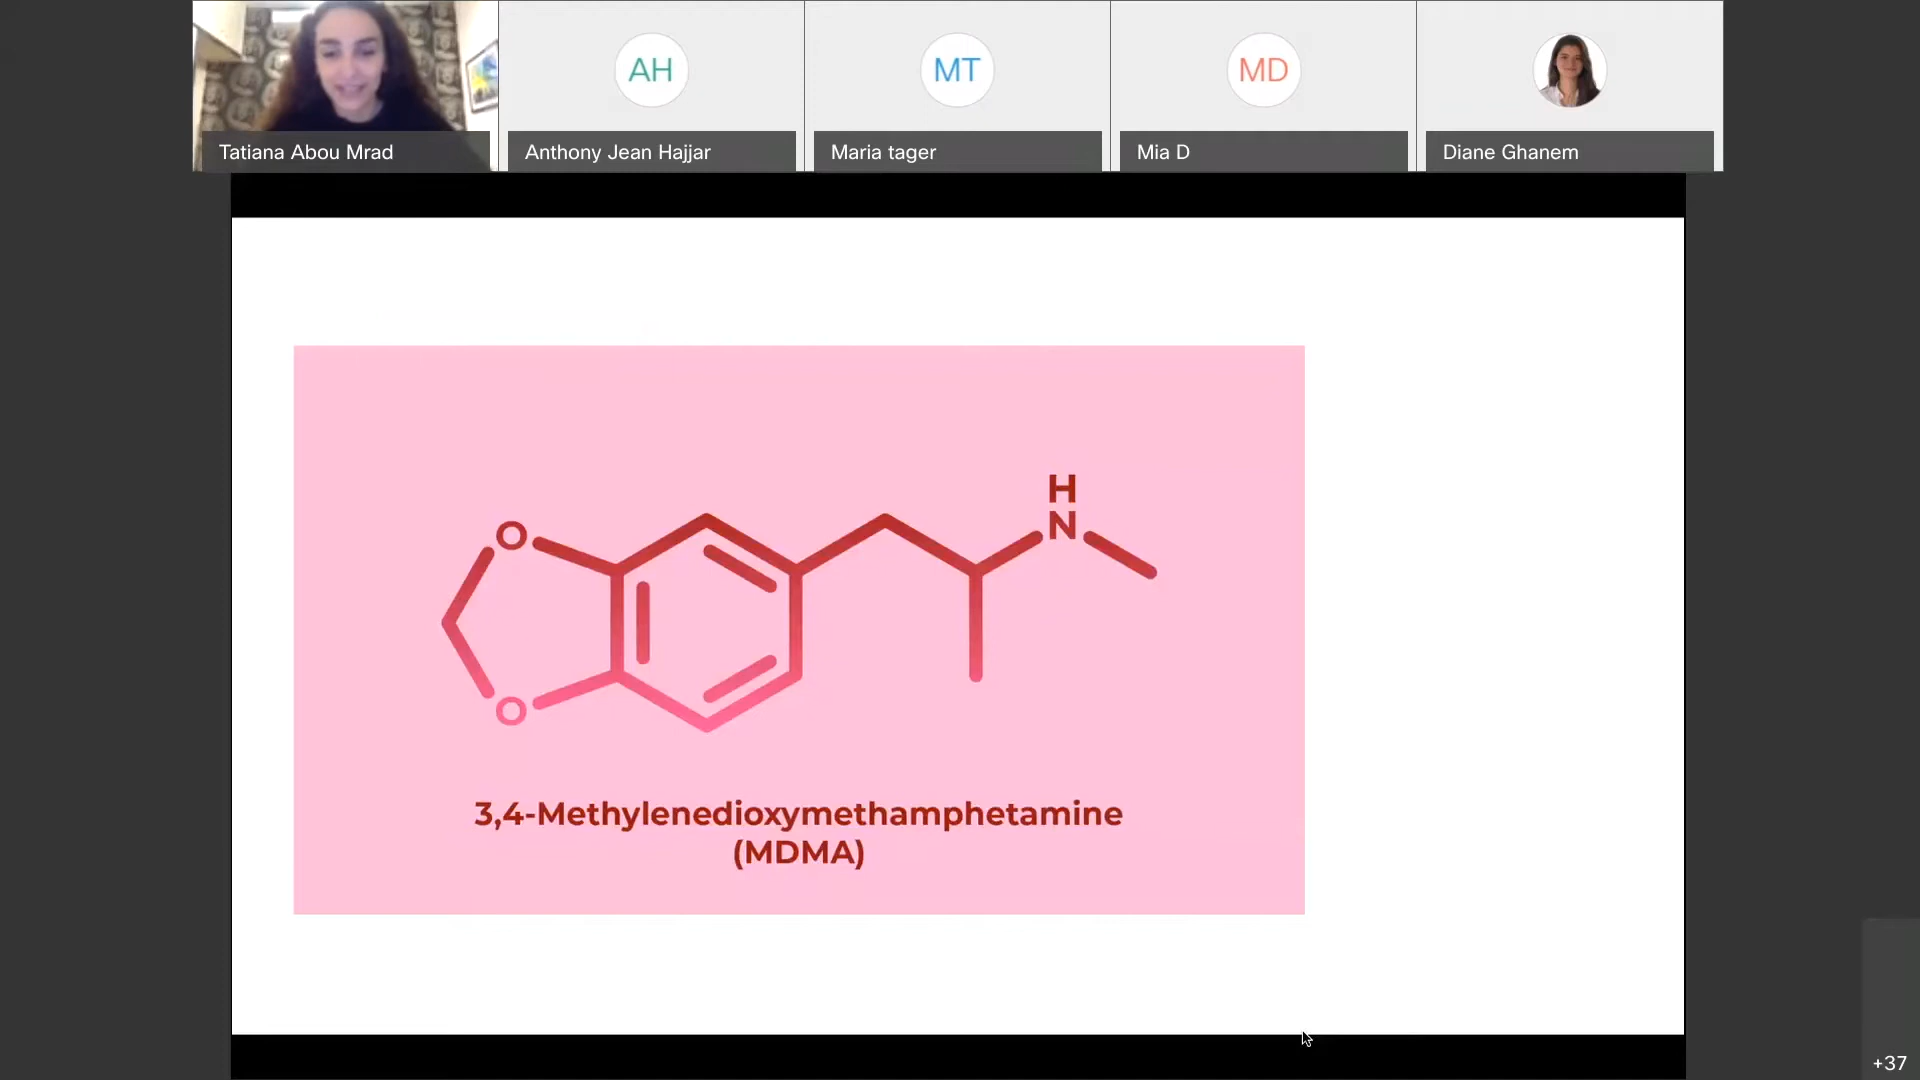 AH
MT
MD
Tatiana Abou Mrad
Anthony Jean Hajjar
Maria tager
Mia D
Diane Ghanem
H
N
O
O
3,4-Methylenedioxymethamphetamine
(MDMA)
+37